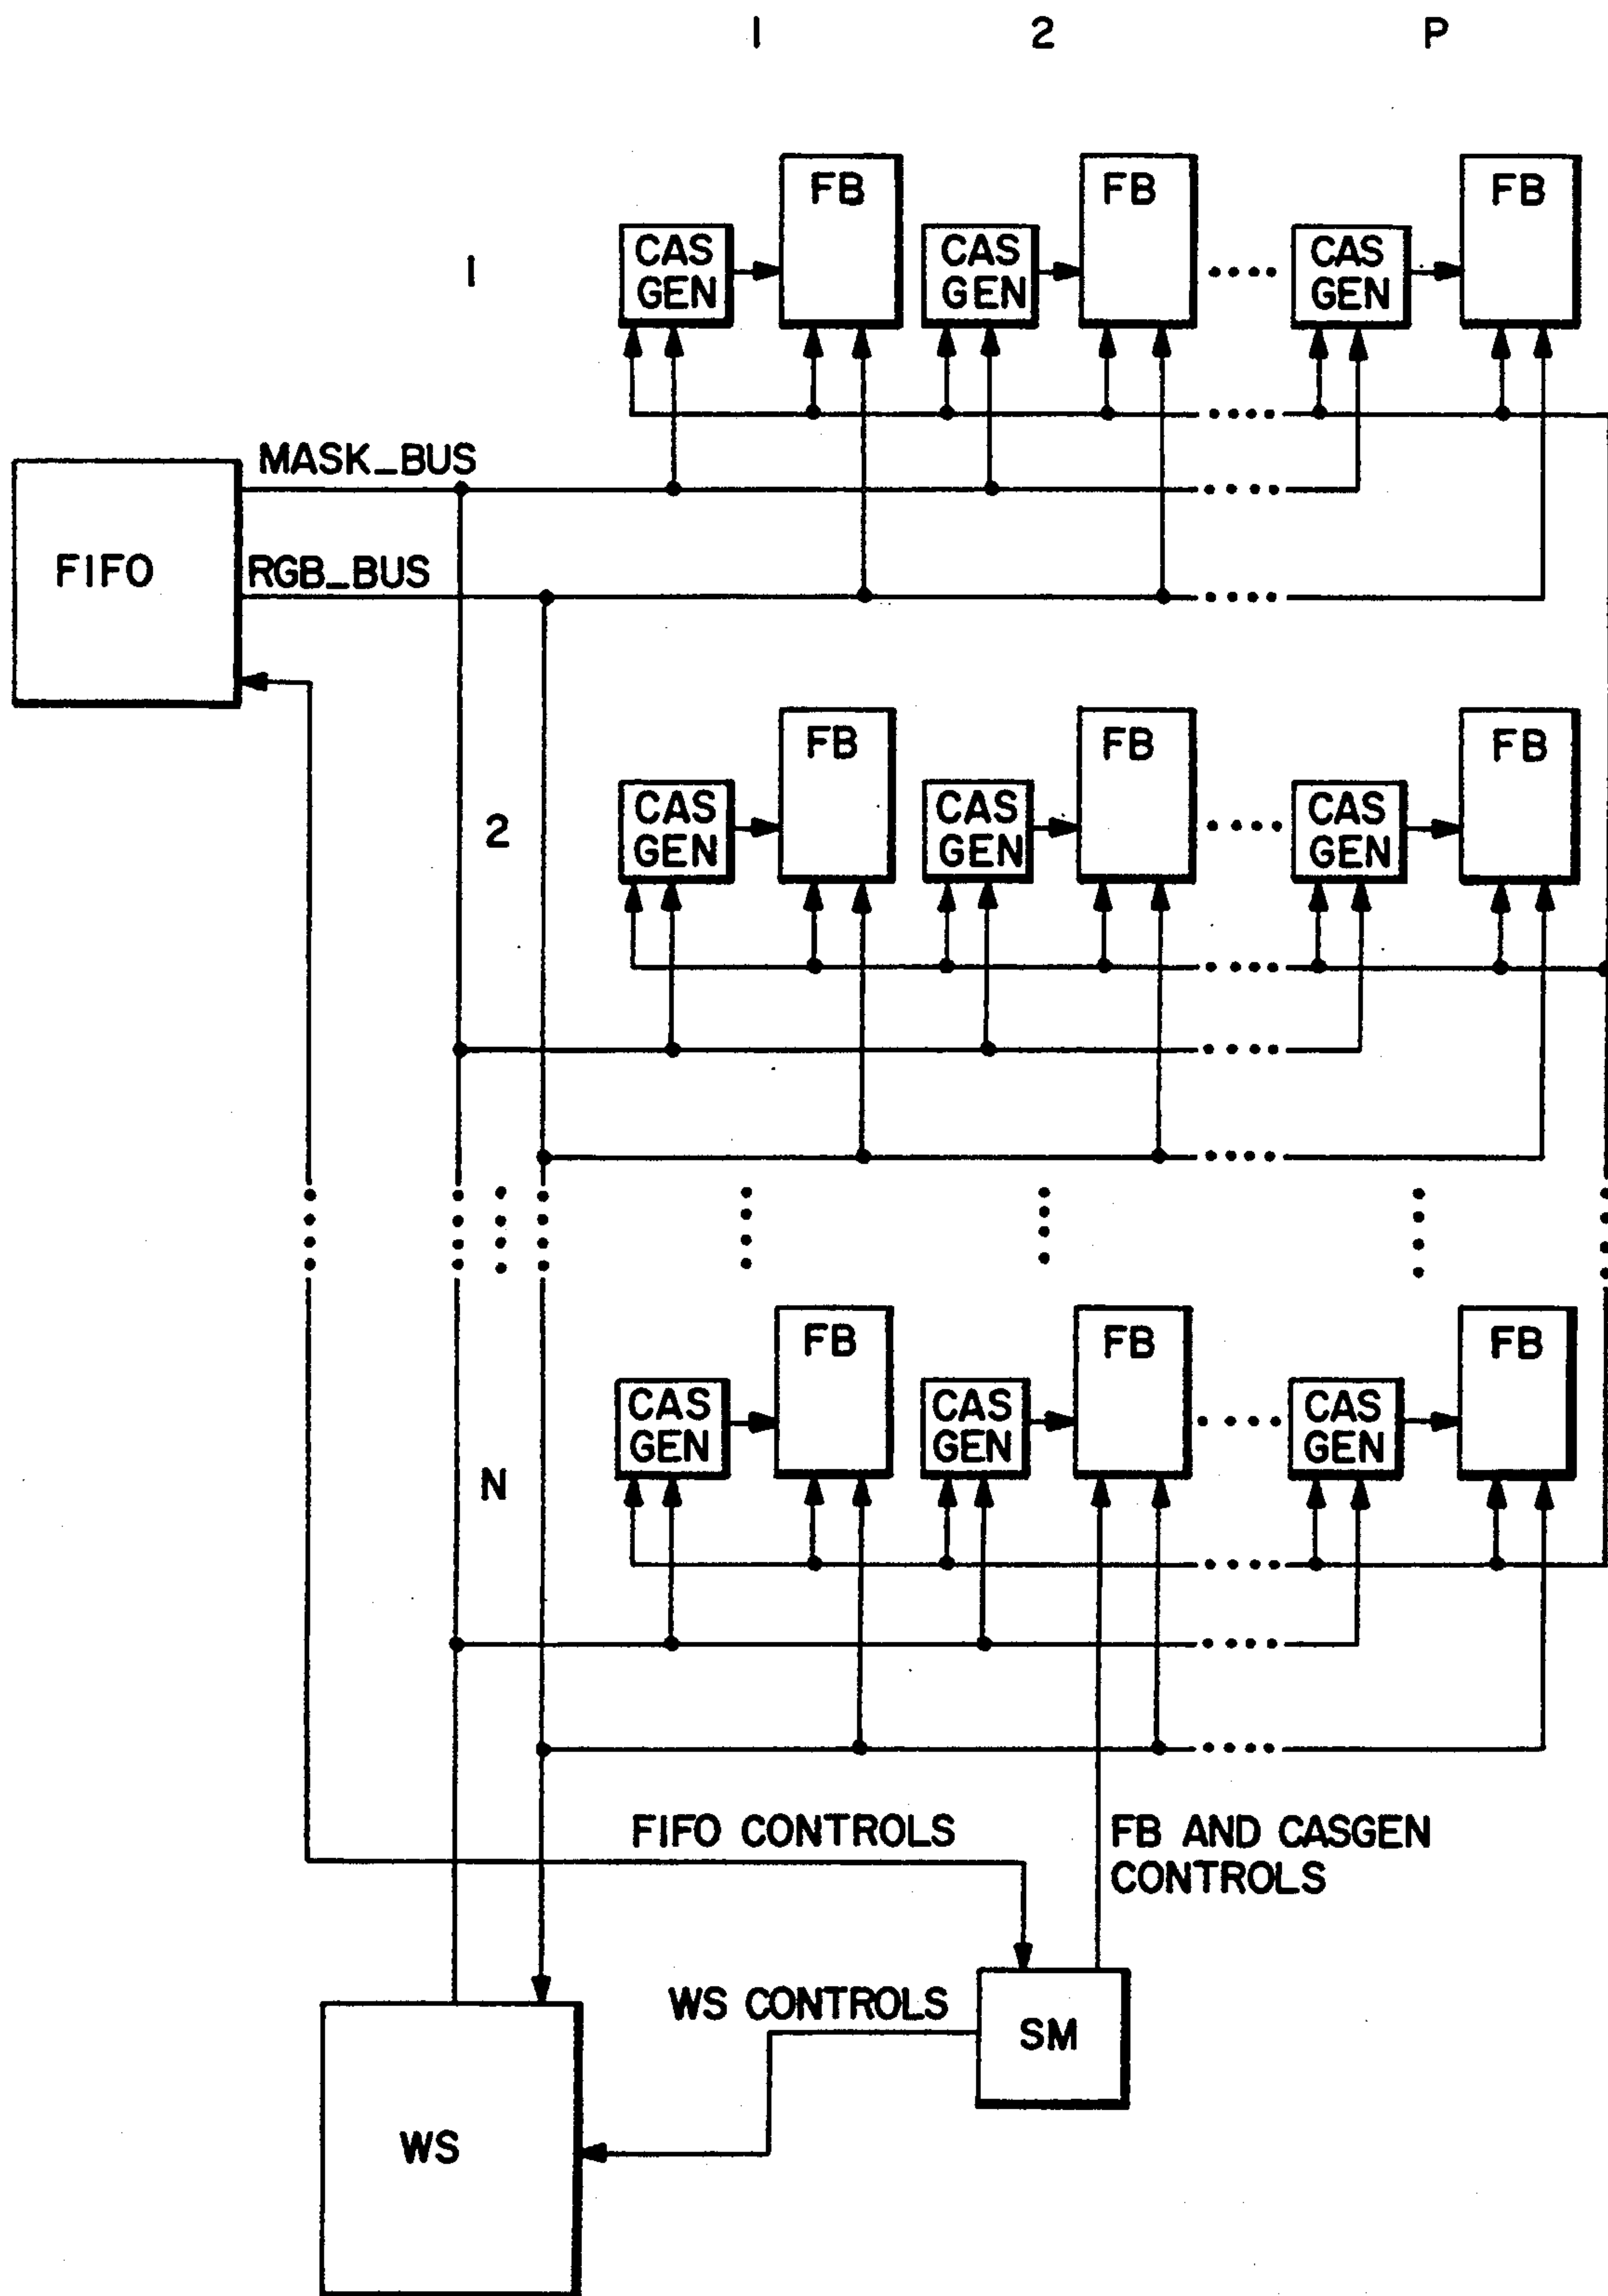 1 2 P
FB FB FB
1 CAS GEN CAS GEN CAS GEN
MASK_BUS
FIFO
RGB_BUS
FB FB FB
2 CAS GEN CAS GEN CAS GEN
FB FB FB
N CAS GEN CAS GEN CAS GEN
FIFO CONTROLS
FB AND CASGEN
CONTROLS
WS CONTROLS
SM
WS